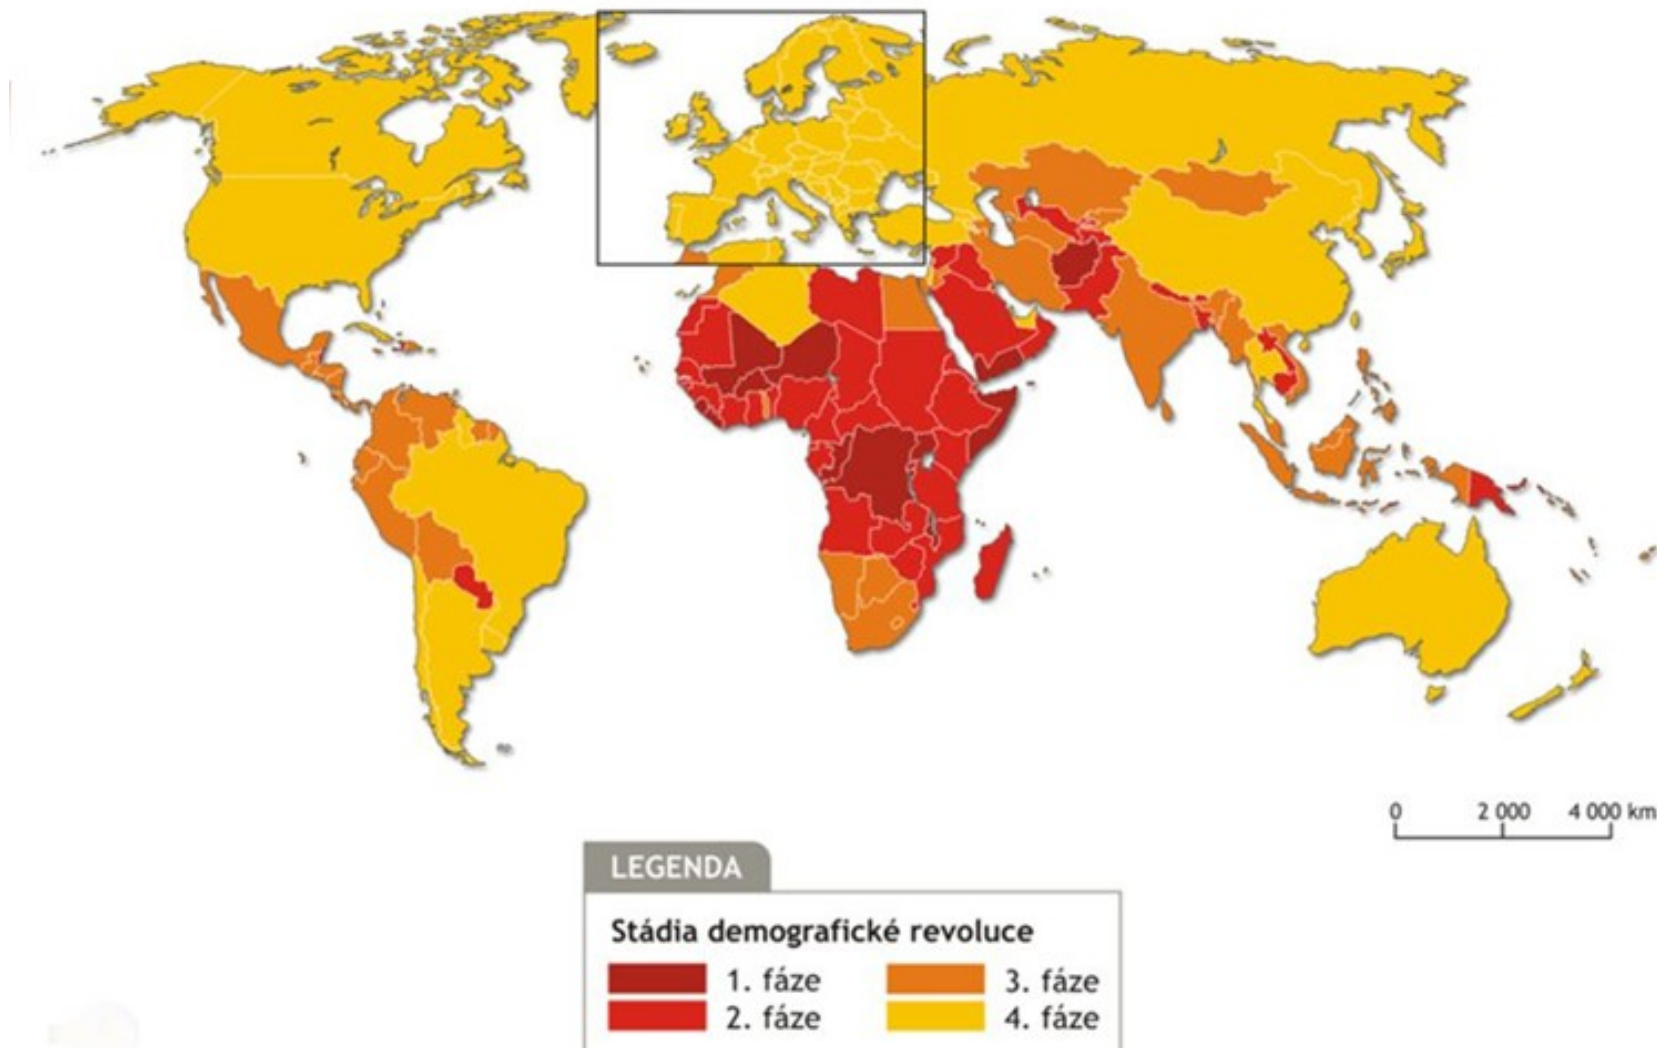 0 2 000 4 000 km
LEGENDA
Stádia demografické revoluce
1. fáze 3. fáze
2. fáze 4. fáze